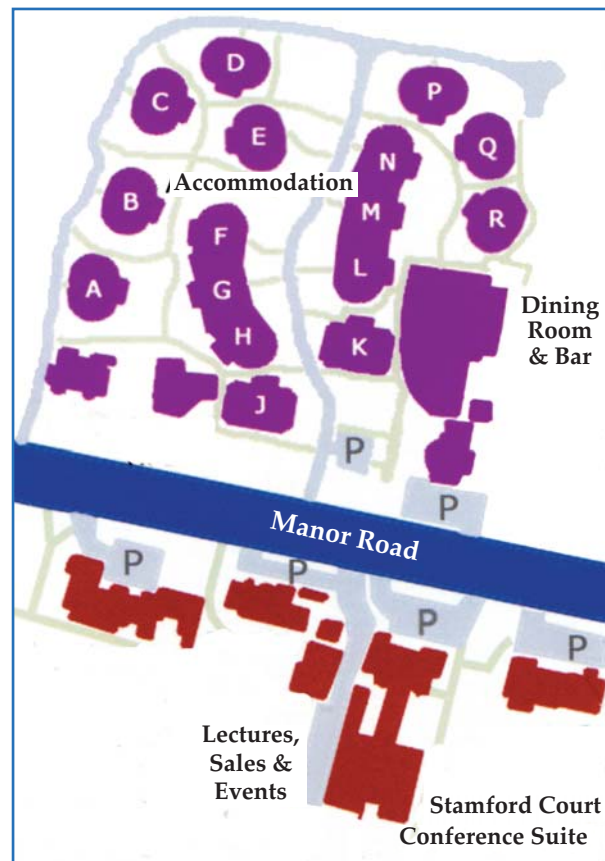 D
P
C
E
Q
N
Accommodation
B
M
R
F
L
A
G
Dining
Room
& Bar
H
K
J
P
P
Manor Road
P
P
P
P
Lectures,
Sales &
Events
Stamford Court
Conference Suite